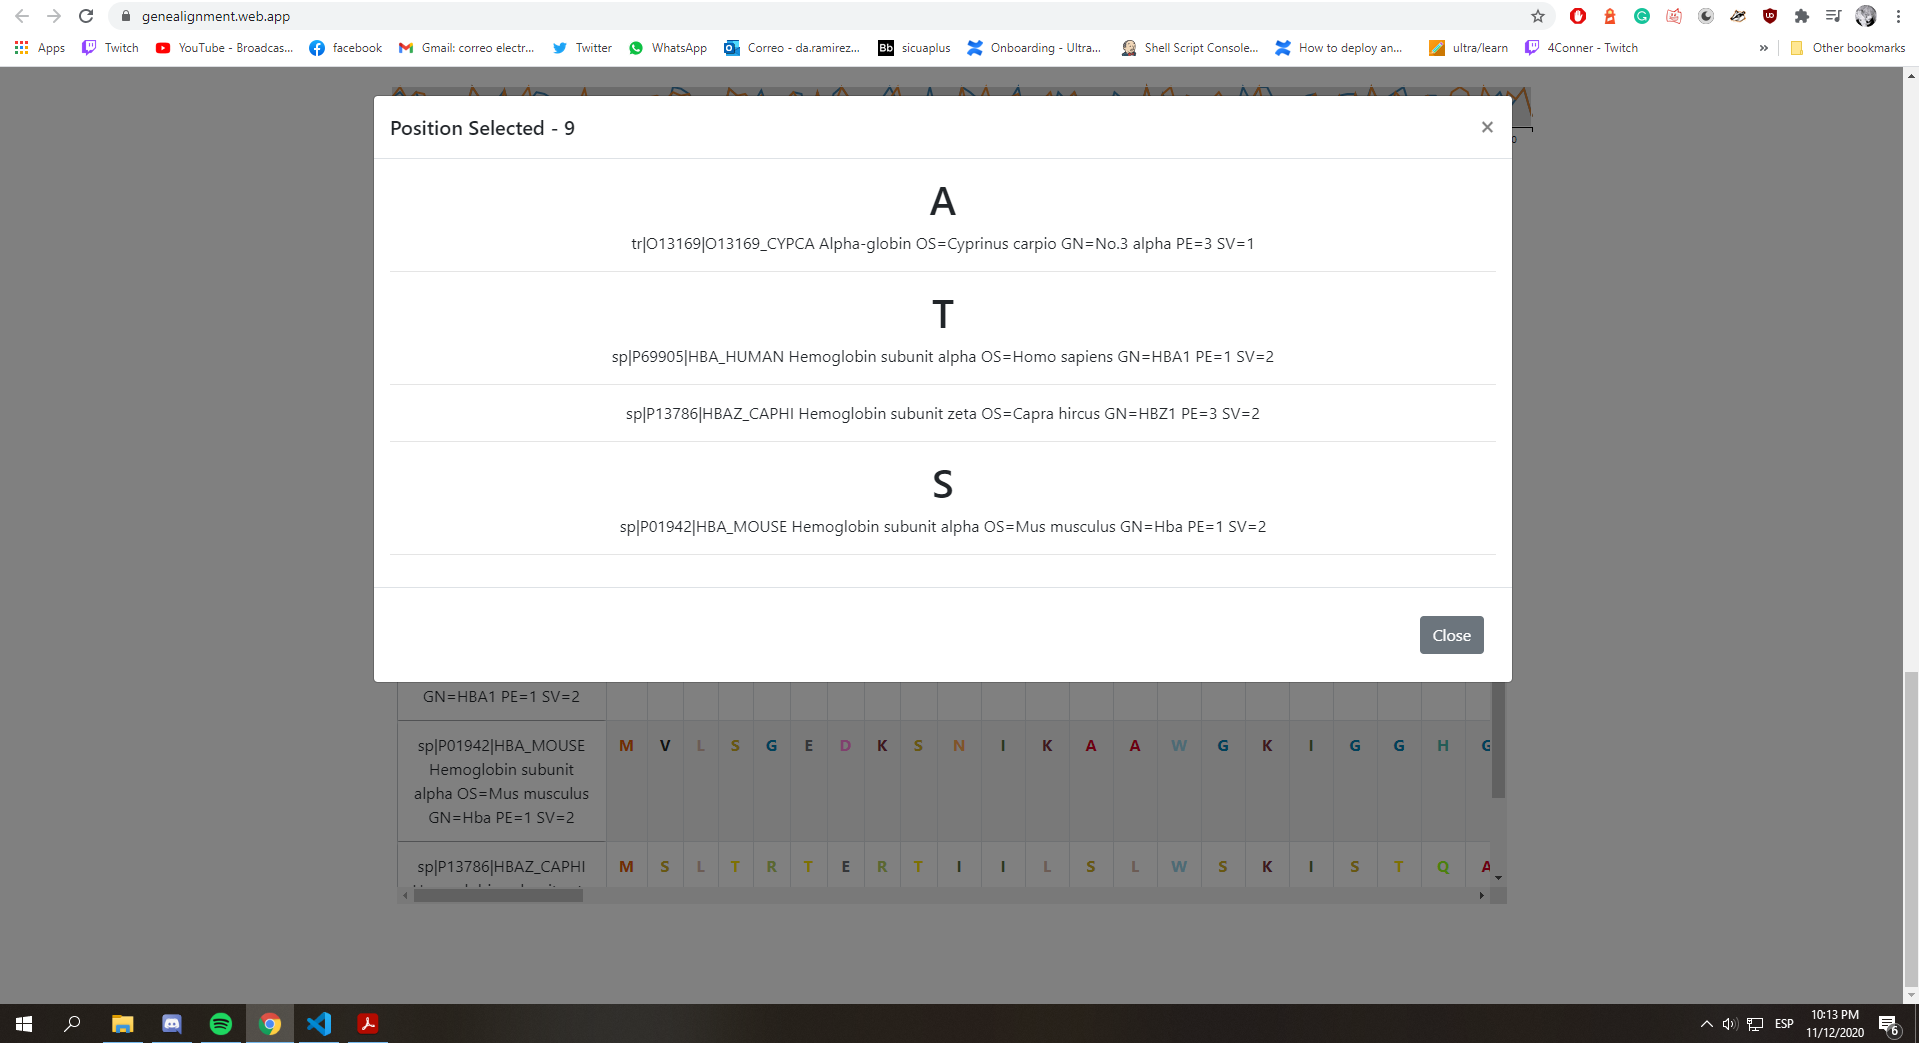 genealignment.web.app
Apps Twitch YouTube - Broadcas... facebook Gmail: correo electr... Twitter WhatsApp Correo - da.ramirez... Bb sicuaplus Onboarding - Ultra... Shell Script Console... How to deploy an... ultra/learn 4Conner - Twitch » Other bookmarks
Position Selected - 9 ×
0
A
tr|O13169|O13169_CYPCA Alpha-globin OS=Cyprinus carpio GN=No.3 alpha PE=3 SV=1
T
sp|P69905|HBA_HUMAN Hemoglobin subunit alpha OS=Homo sapiens GN=HBA1 PE=1 SV=2
sp|P13786|HBAZ_CAPHI Hemoglobin subunit zeta OS=Capra hircus GN=HBZ1 PE=3 SV=2
S
sp|P01942|HBA_MOUSE Hemoglobin subunit alpha OS=Mus musculus GN=Hba PE=1 SV=2
Close
GN=HBA1 PE=1 SV=2
sp|P01942|HBA_MOUSE M V L S G E D K S N I K A A W G K I G G H G
Hemoglobin subunit
alpha OS=Mus musculus
GN=Hba PE=1 SV=2
sp|P13786|HBAZ_CAPHI M S L T R T E R T I I L S L W S K I S T Q A
ESP
10:13 PM
11/12/2020
6